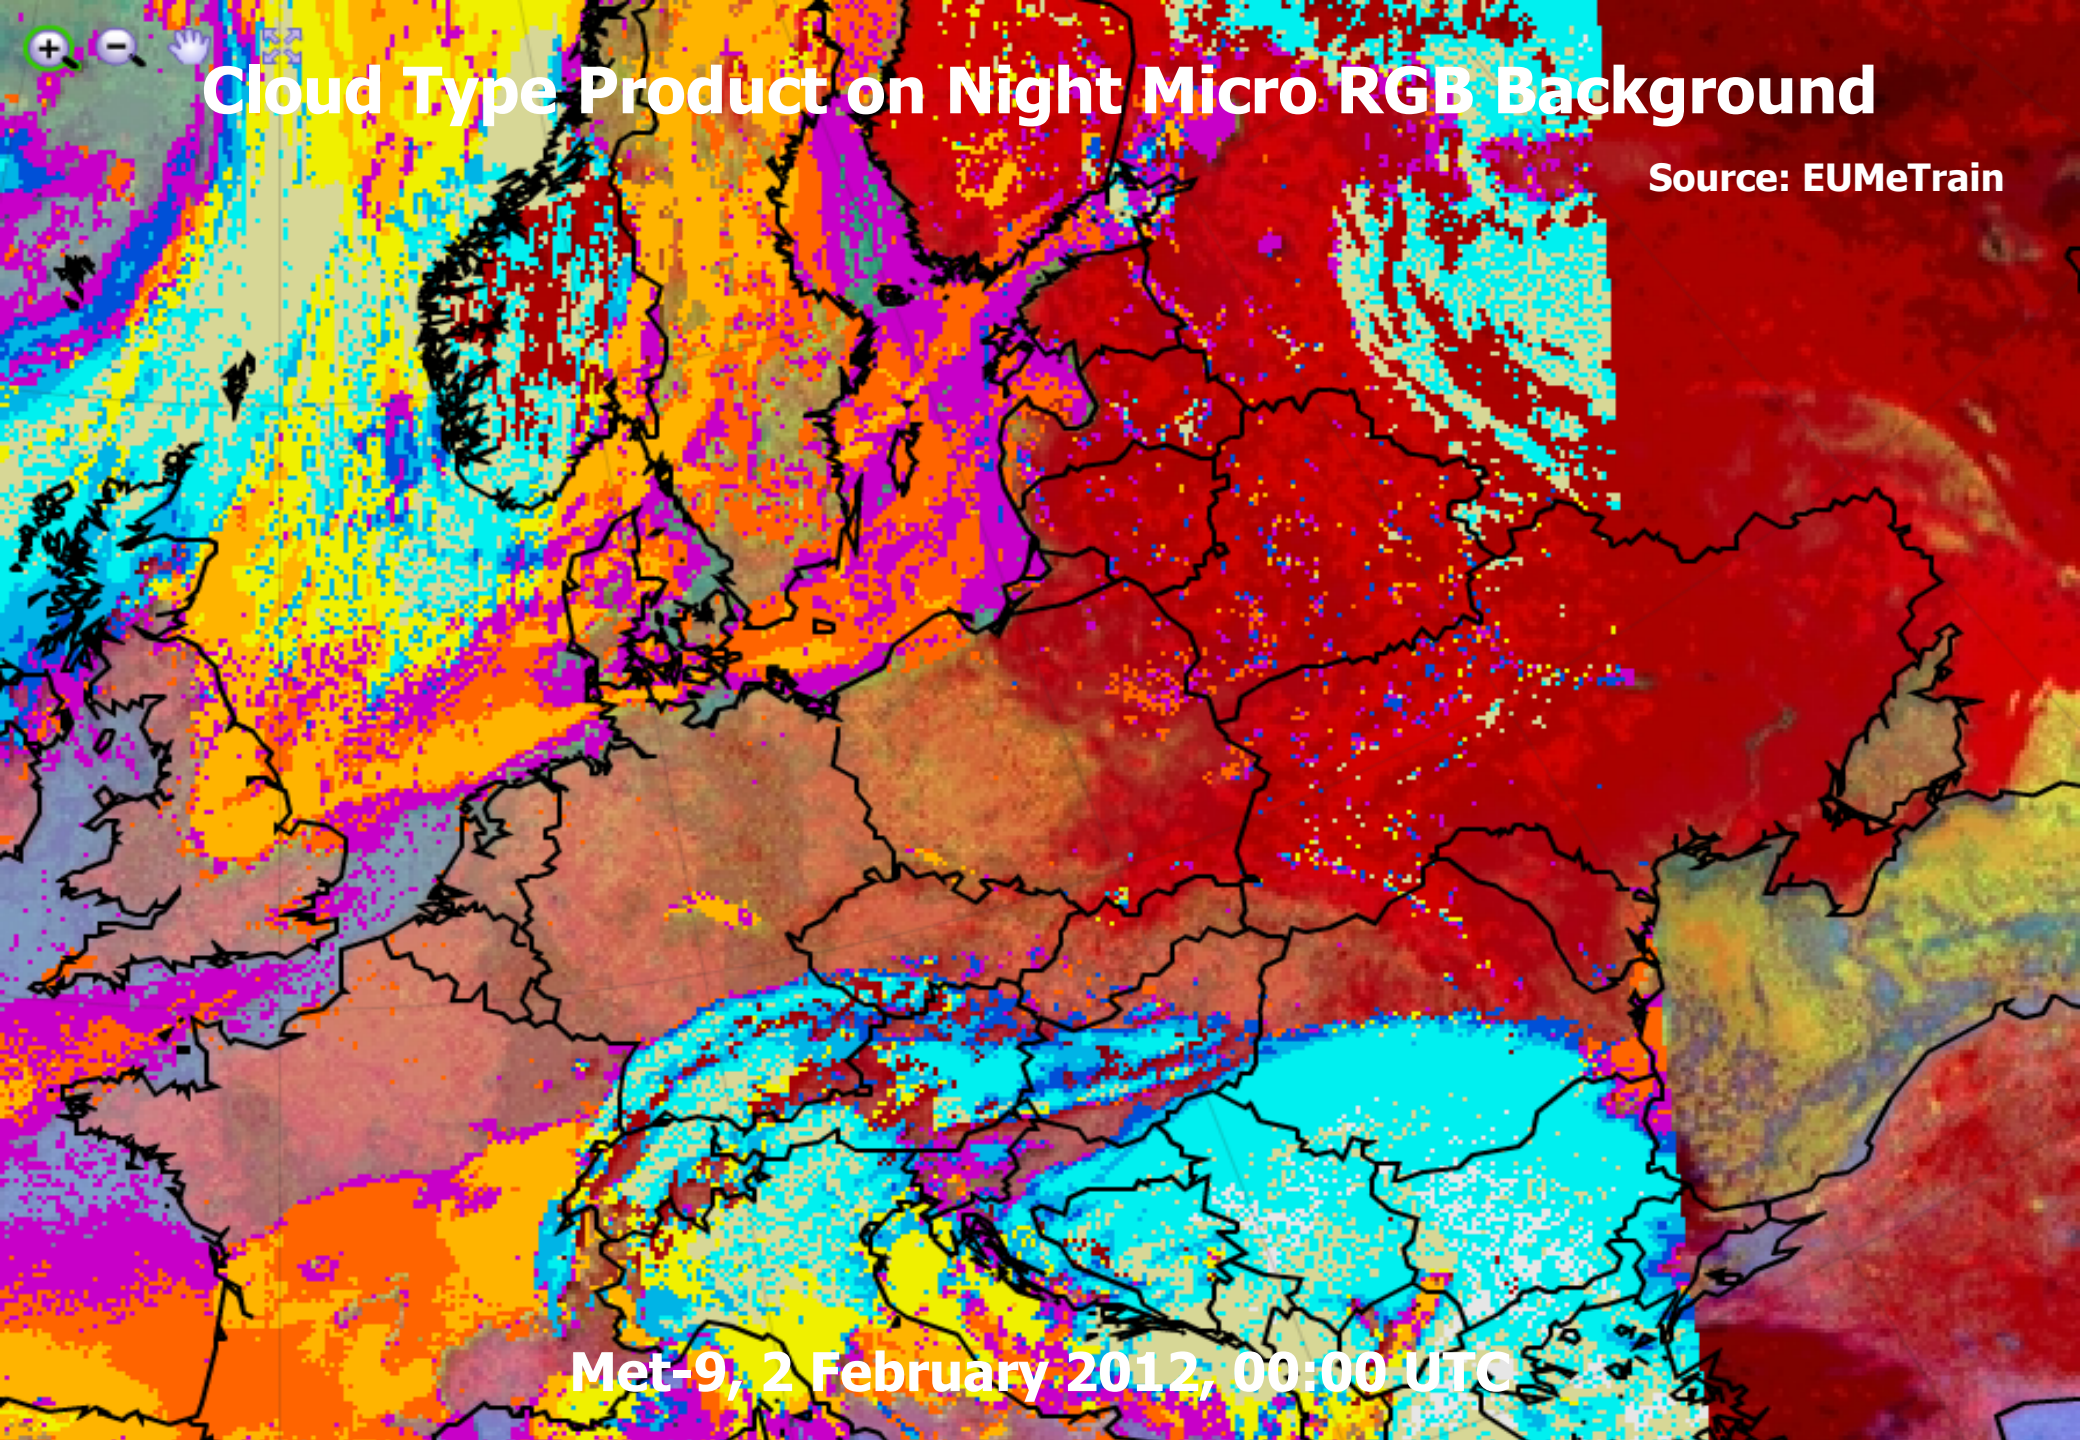 Cloud Type Product on Night Micro RGB Background
Source: EUMeTrain
Met-9, 2 February 2012, 00:00 UTC